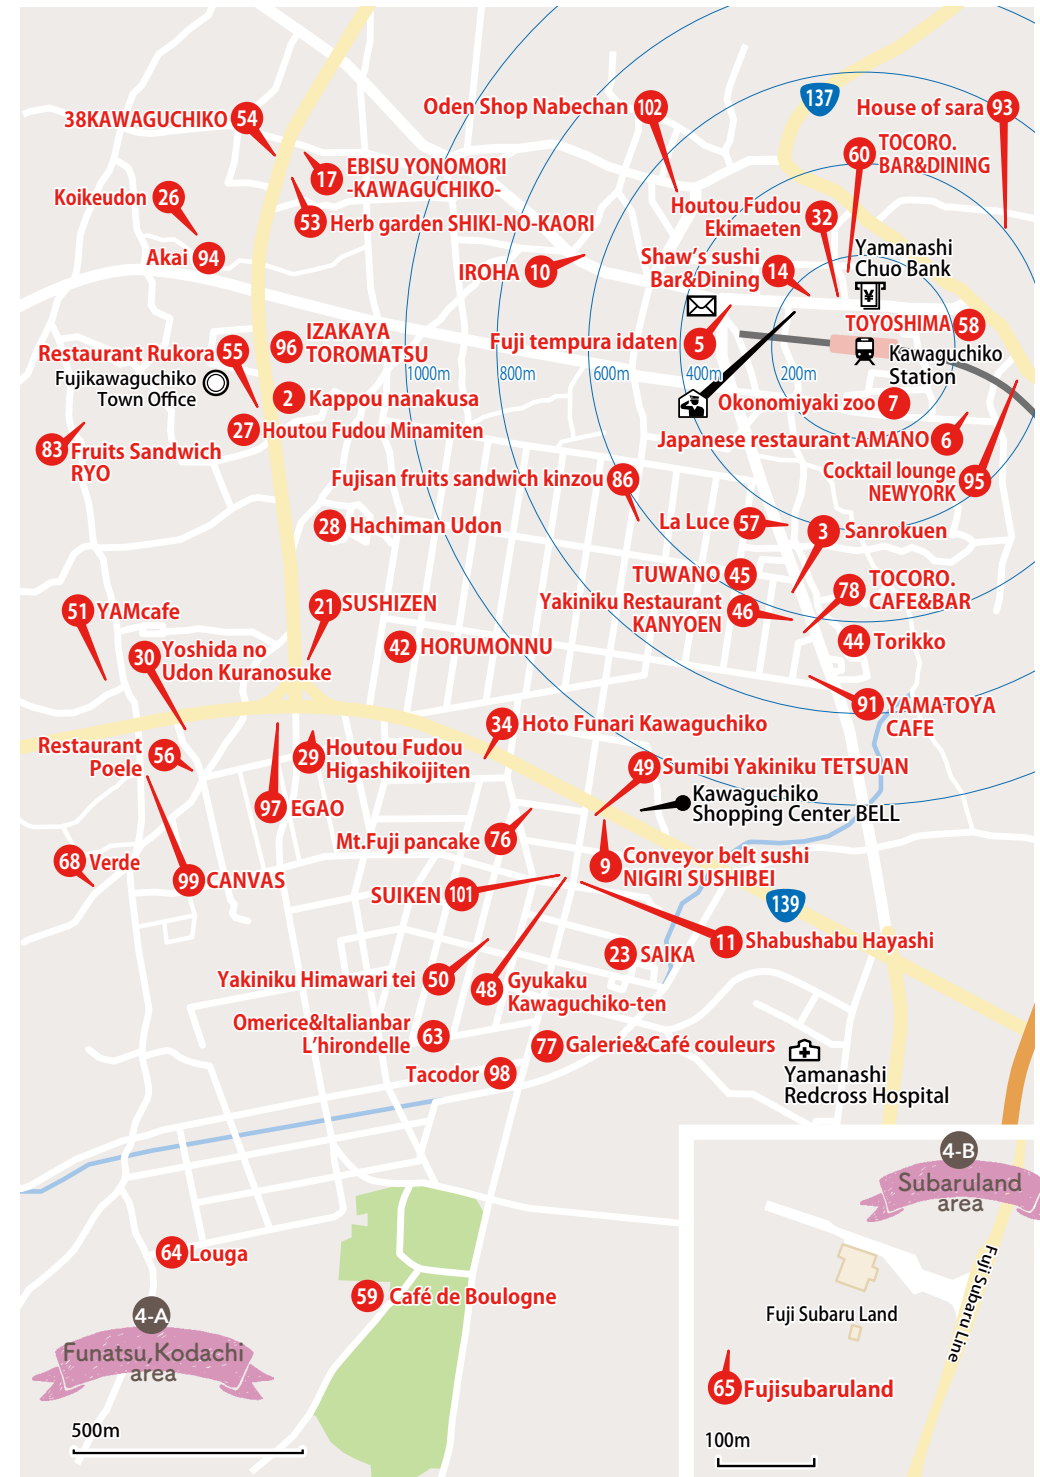 137
Oden Shop Nabechan 102
House of sara 93
38KAWAGUCHIKO 54
60 TOCORO.
BAR&DINING
17 EBISU YONOMORI
-KAWAGUCHIKO-
Koikeudon 26
Houtou Fudou
Ekimaeten 32
53 Herb garden SHIKI-NO-KAORI
Yamanashi
Chuo Bank
¥
Akai 94
IROHA 10
Shaw's sushi
Bar&Dining 14
TOYOSHIMA 58
96 IZAKAYA
TOROMATSU
Fuji tempura idaten 5
Restaurant Rukora 55
Kawaguchiko
Station
Fujikawaguchiko
Town Office
1000m
800m
600m
400m
200m
2 Kappou nanakusa
Okonomiyaki zoo 7
27 Houtou Fudou Minamiten
Japanese restaurant AMANO 6
83 Fruits Sandwich
RYO
Cocktail lounge
NEWYORK 95
Fujisan fruits sandwich kinzou 86
28 Hachiman Udon
La Luce 57
3 Sanrokuen
TUWANO 45
78 TOCORO.
CAFE&BAR
51 YAMcafe
21 SUSHIZEN
Yakiniku Restaurant
KANYOEN 46
44 Torikko
30 Yoshida no
Udon Kuranosuke
42 HORUMONNU
91 YAMATOYA
CAFE
34 Hoto Funari Kawaguchiko
Restaurant
Poele 56
29 Houtou Fudou
Higashikoijiten
49 Sumibi Yakiniku TETSUAN
Kawaguchiko
Shopping Center BELL
97 EGAO
Mt.Fuji pancake 76
68 Verde
9 Conveyor belt sushi
NIGIRI SUSHIBEI
99 CANVAS
SUIKEN 101
139
11 Shabushabu Hayashi
23 SAIKA
Yakiniku Himawari tei 50
48 Gyukaku
Kawaguchiko-ten
Omerice&Italianbar
L'hirondelle 63
77 Galerie&Café couleurs
Tacodor 98
Yamanashi
Redcross Hospital
4-B
Subaruland
area
64 Louga
59 Café de Boulogne
Fuji Subaru Line
Fuji Subaru Land
4-A
Funatsu,Kodachi
area
65 Fujisubaruland
500m
100m